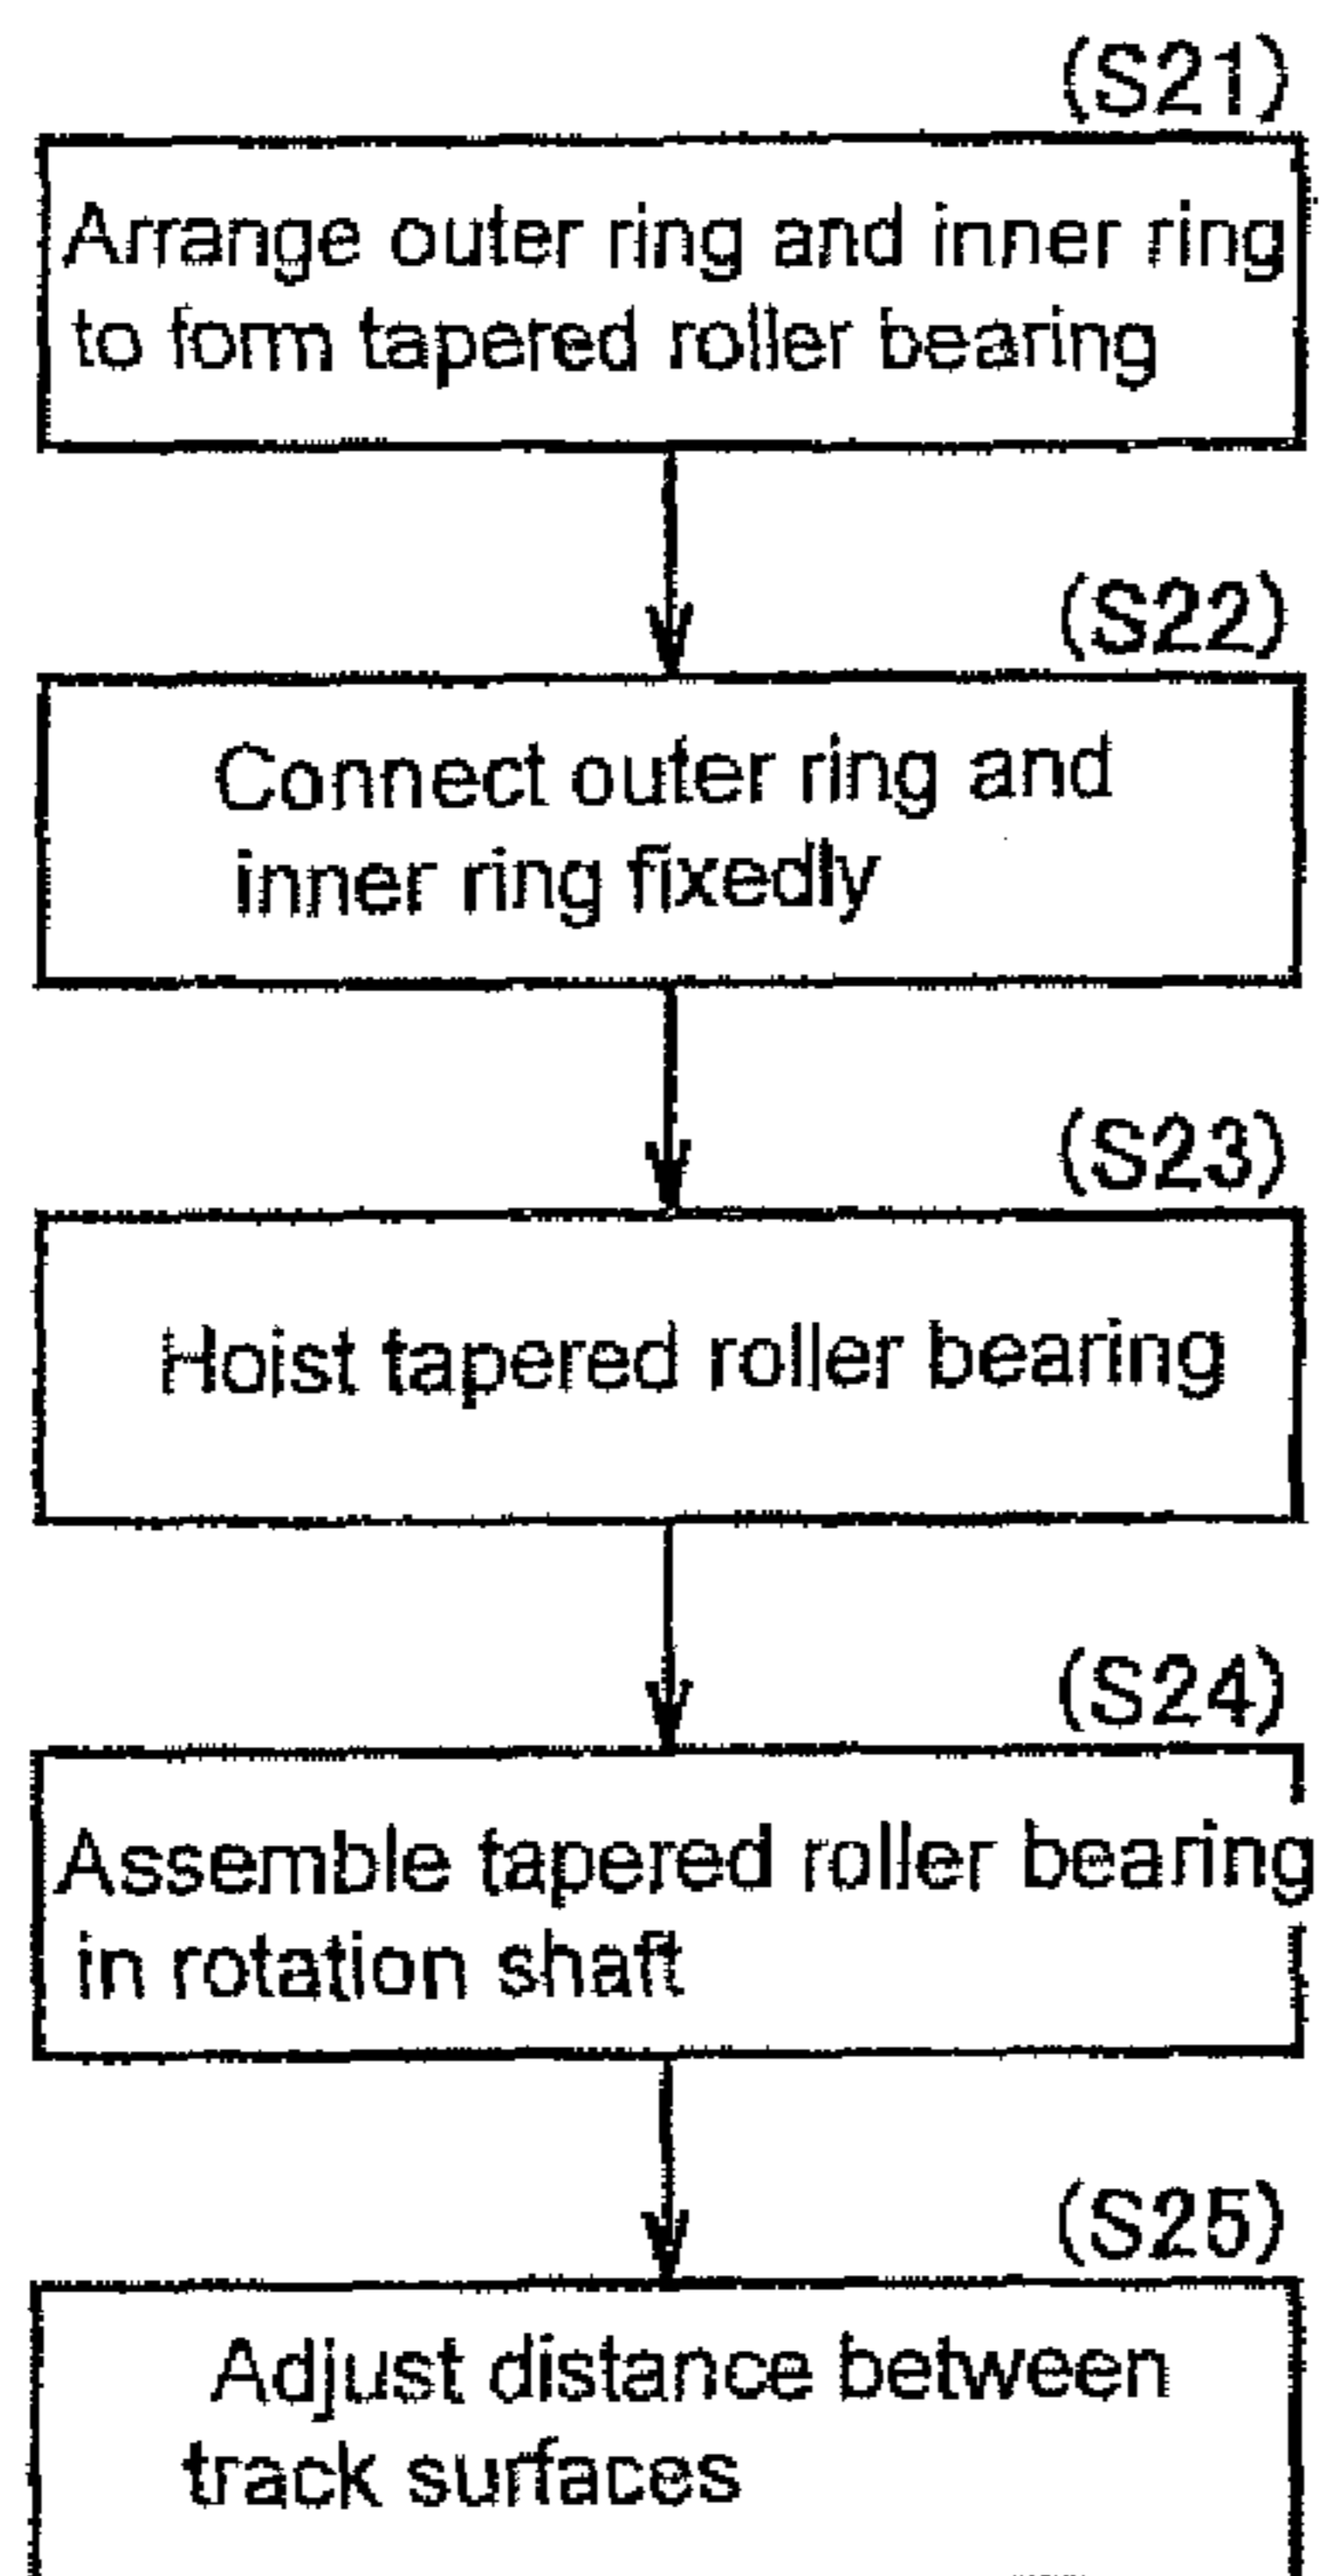 (S21)
Arrange outer ring and inner ring
to form tapered roller bearing
(S22)
Connect outer ring and
inner ring fixedly
(S23)
Hoist tapered roller bearing
(S24)
Assemble tapered roller bearing
in rotation shaft
(S25)
Adjust distance between
track surfaces